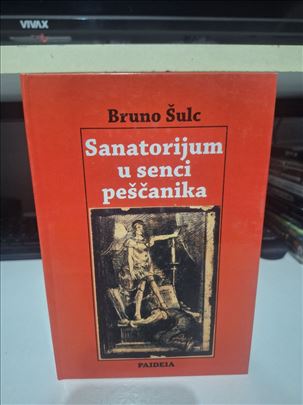 VIVAX
Bruno Šulc
Sanatorijum
u senci
peščanika
PAIDEIA